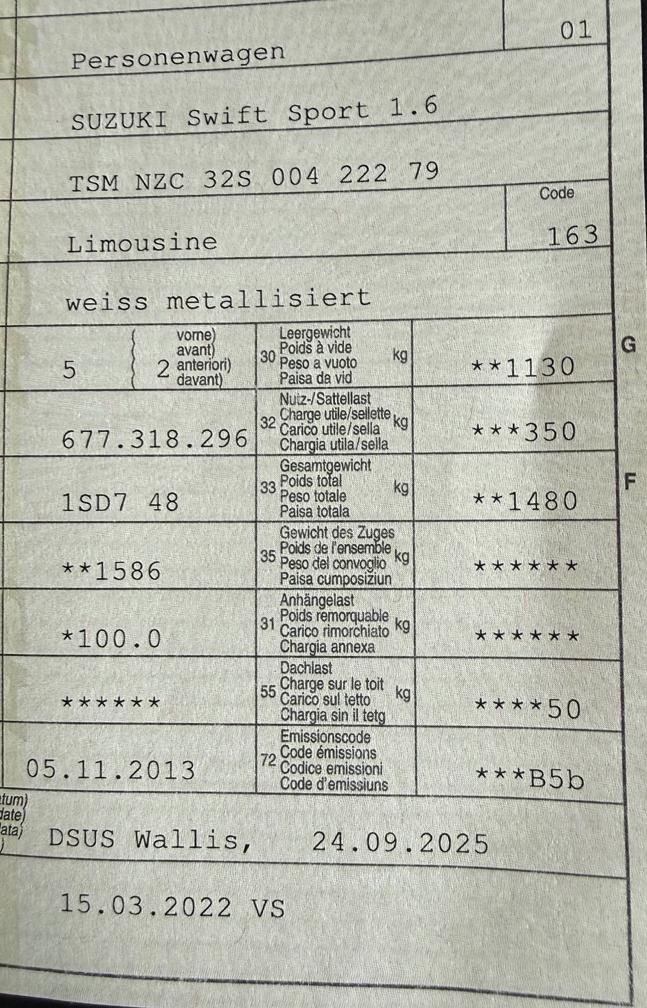 Personenwagen 01
SUZUKI Swift Sport 1.6
TSM NZC 32S 004 222 79
Code
Limousine 163
weiss metallisiert
5 2 vorne)
avant)
anteriori)
davant)
30 Leergewicht
Poids à vide
Peso a vuoto
Paisa da vid
kg **1130
G
677.318.296
32 Nutz-/Sattellast
Charge utile/sellette
Carico utile/sella
Chargia utila/sella
kg ***350
1SD7 48
33 Gesamtgewicht
Poids total
Peso totale
Paisa totala
kg **1480
F
**1586
35 Gewicht des Zuges
Poids de l'ensemble
Peso del convoglio
Paisa cumposiziun
kg ******
*100.0
31 Anhängelast
Poids remorquable
Carico rimorchiato
Chargia annexa
kg ******
******
55 Dachlast
Charge sur le toit
Carico sul tetto
Chargia sin il tetg
kg ****50
05.11.2013
72 Emissionscode
Code émissions
Codice emissioni
Code d'emissiuns
***B5b
DSUS Wallis, 24.09.2025
15.03.2022 VS